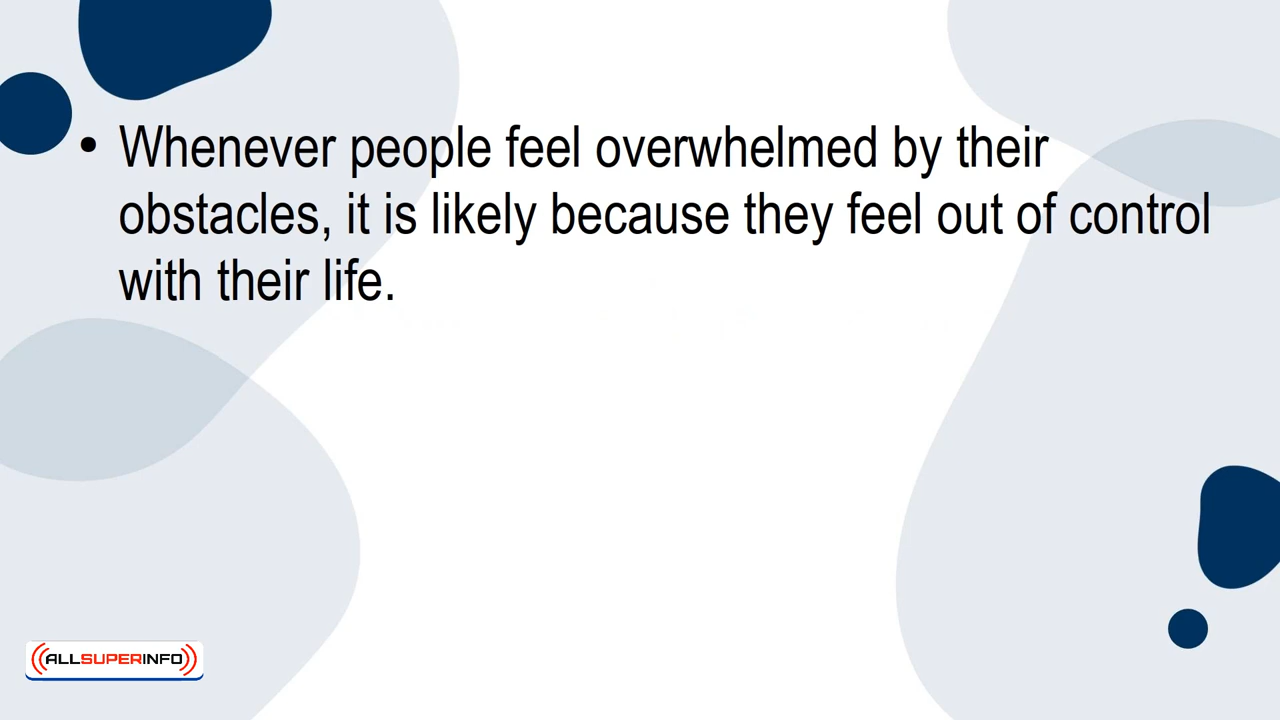 • Whenever people feel overwhelmed by their
obstacles, it is likely because they feel out of control
with their life.
ALLSUPERINFO